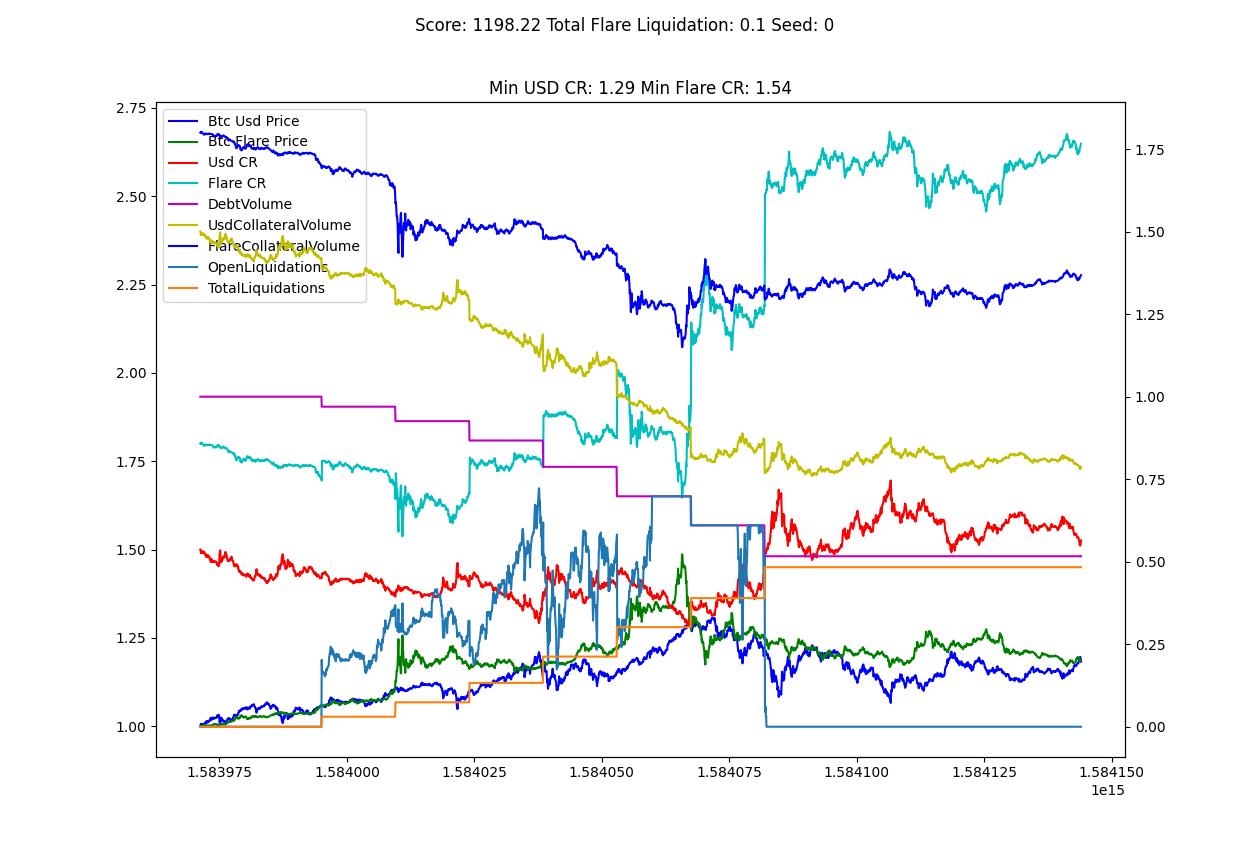 Score: 1198.22 Total Flare Liquidation: 0.1 Seed: 0
Min USD CR: 1.29 Min Flare CR: 1.54
2.75
2.50
2.25
2.00
1.75
1.50
1.25
1.00
Btc Usd Price
Btc Flare Price
Usd CR
Flare CR
DebtVolume
UsdCollateralVolume
FlareCollateralVolume
OpenLiquidations
TotalLiquidations
1.75
1.50
1.25
1.00
0.75
0.50
0.25
0.00
1.583975 1.584000 1.584025 1.584050 1.584075 1.584100 1.584125 1.584150
1e15